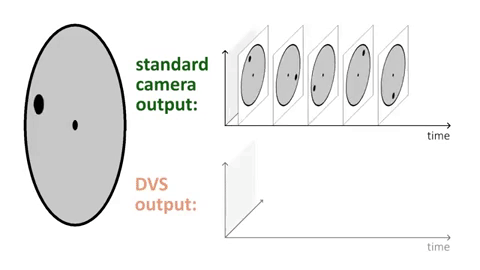 standard
camera
output:
time
DVS
output:
time